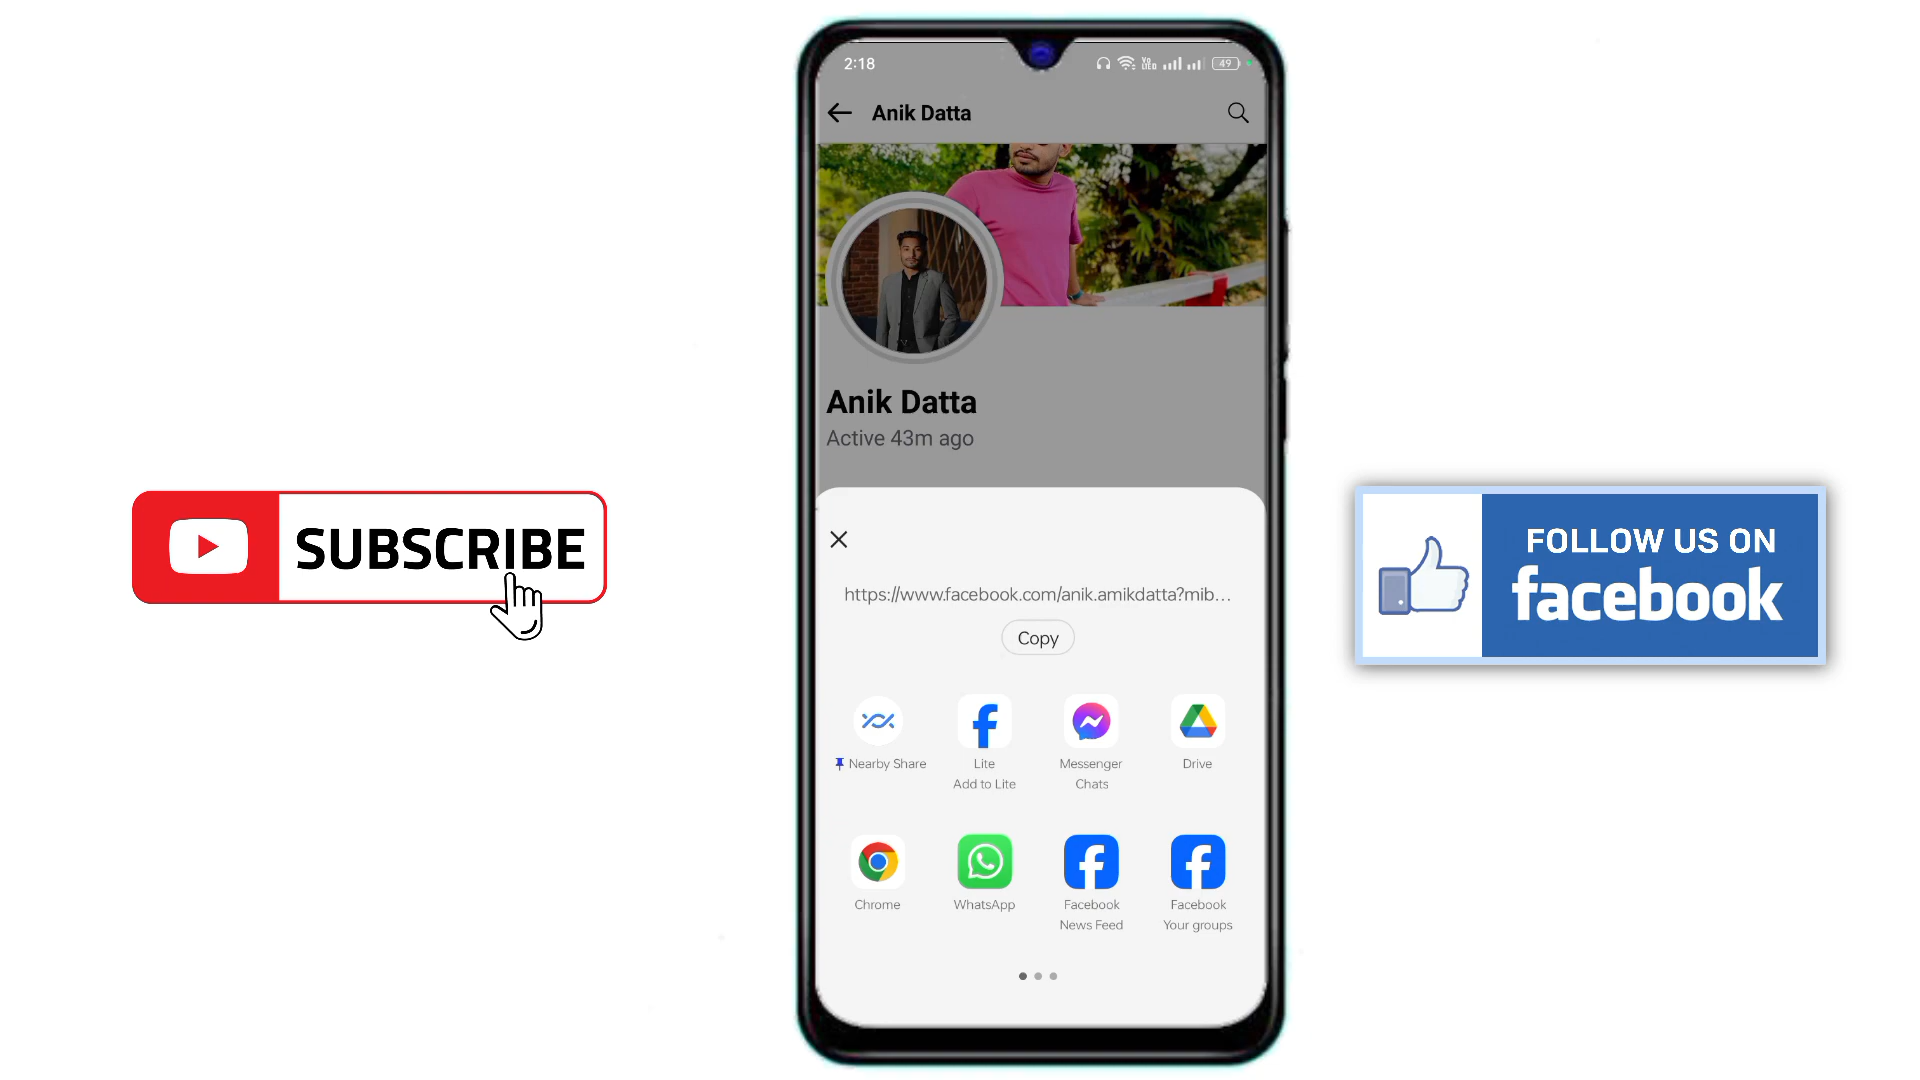 2:18
49
Anik Datta
Anik Datta
Active 43m ago
SUBSCRIBE
FOLLOW US ON
facebook
https://www.facebook.com/anik.amikdatta?mib...
Copy
Nearby Share
Lite
Add to Lite
Messenger
Chats
Drive
Chrome
WhatsApp
Facebook
News Feed
Facebook
Your groups